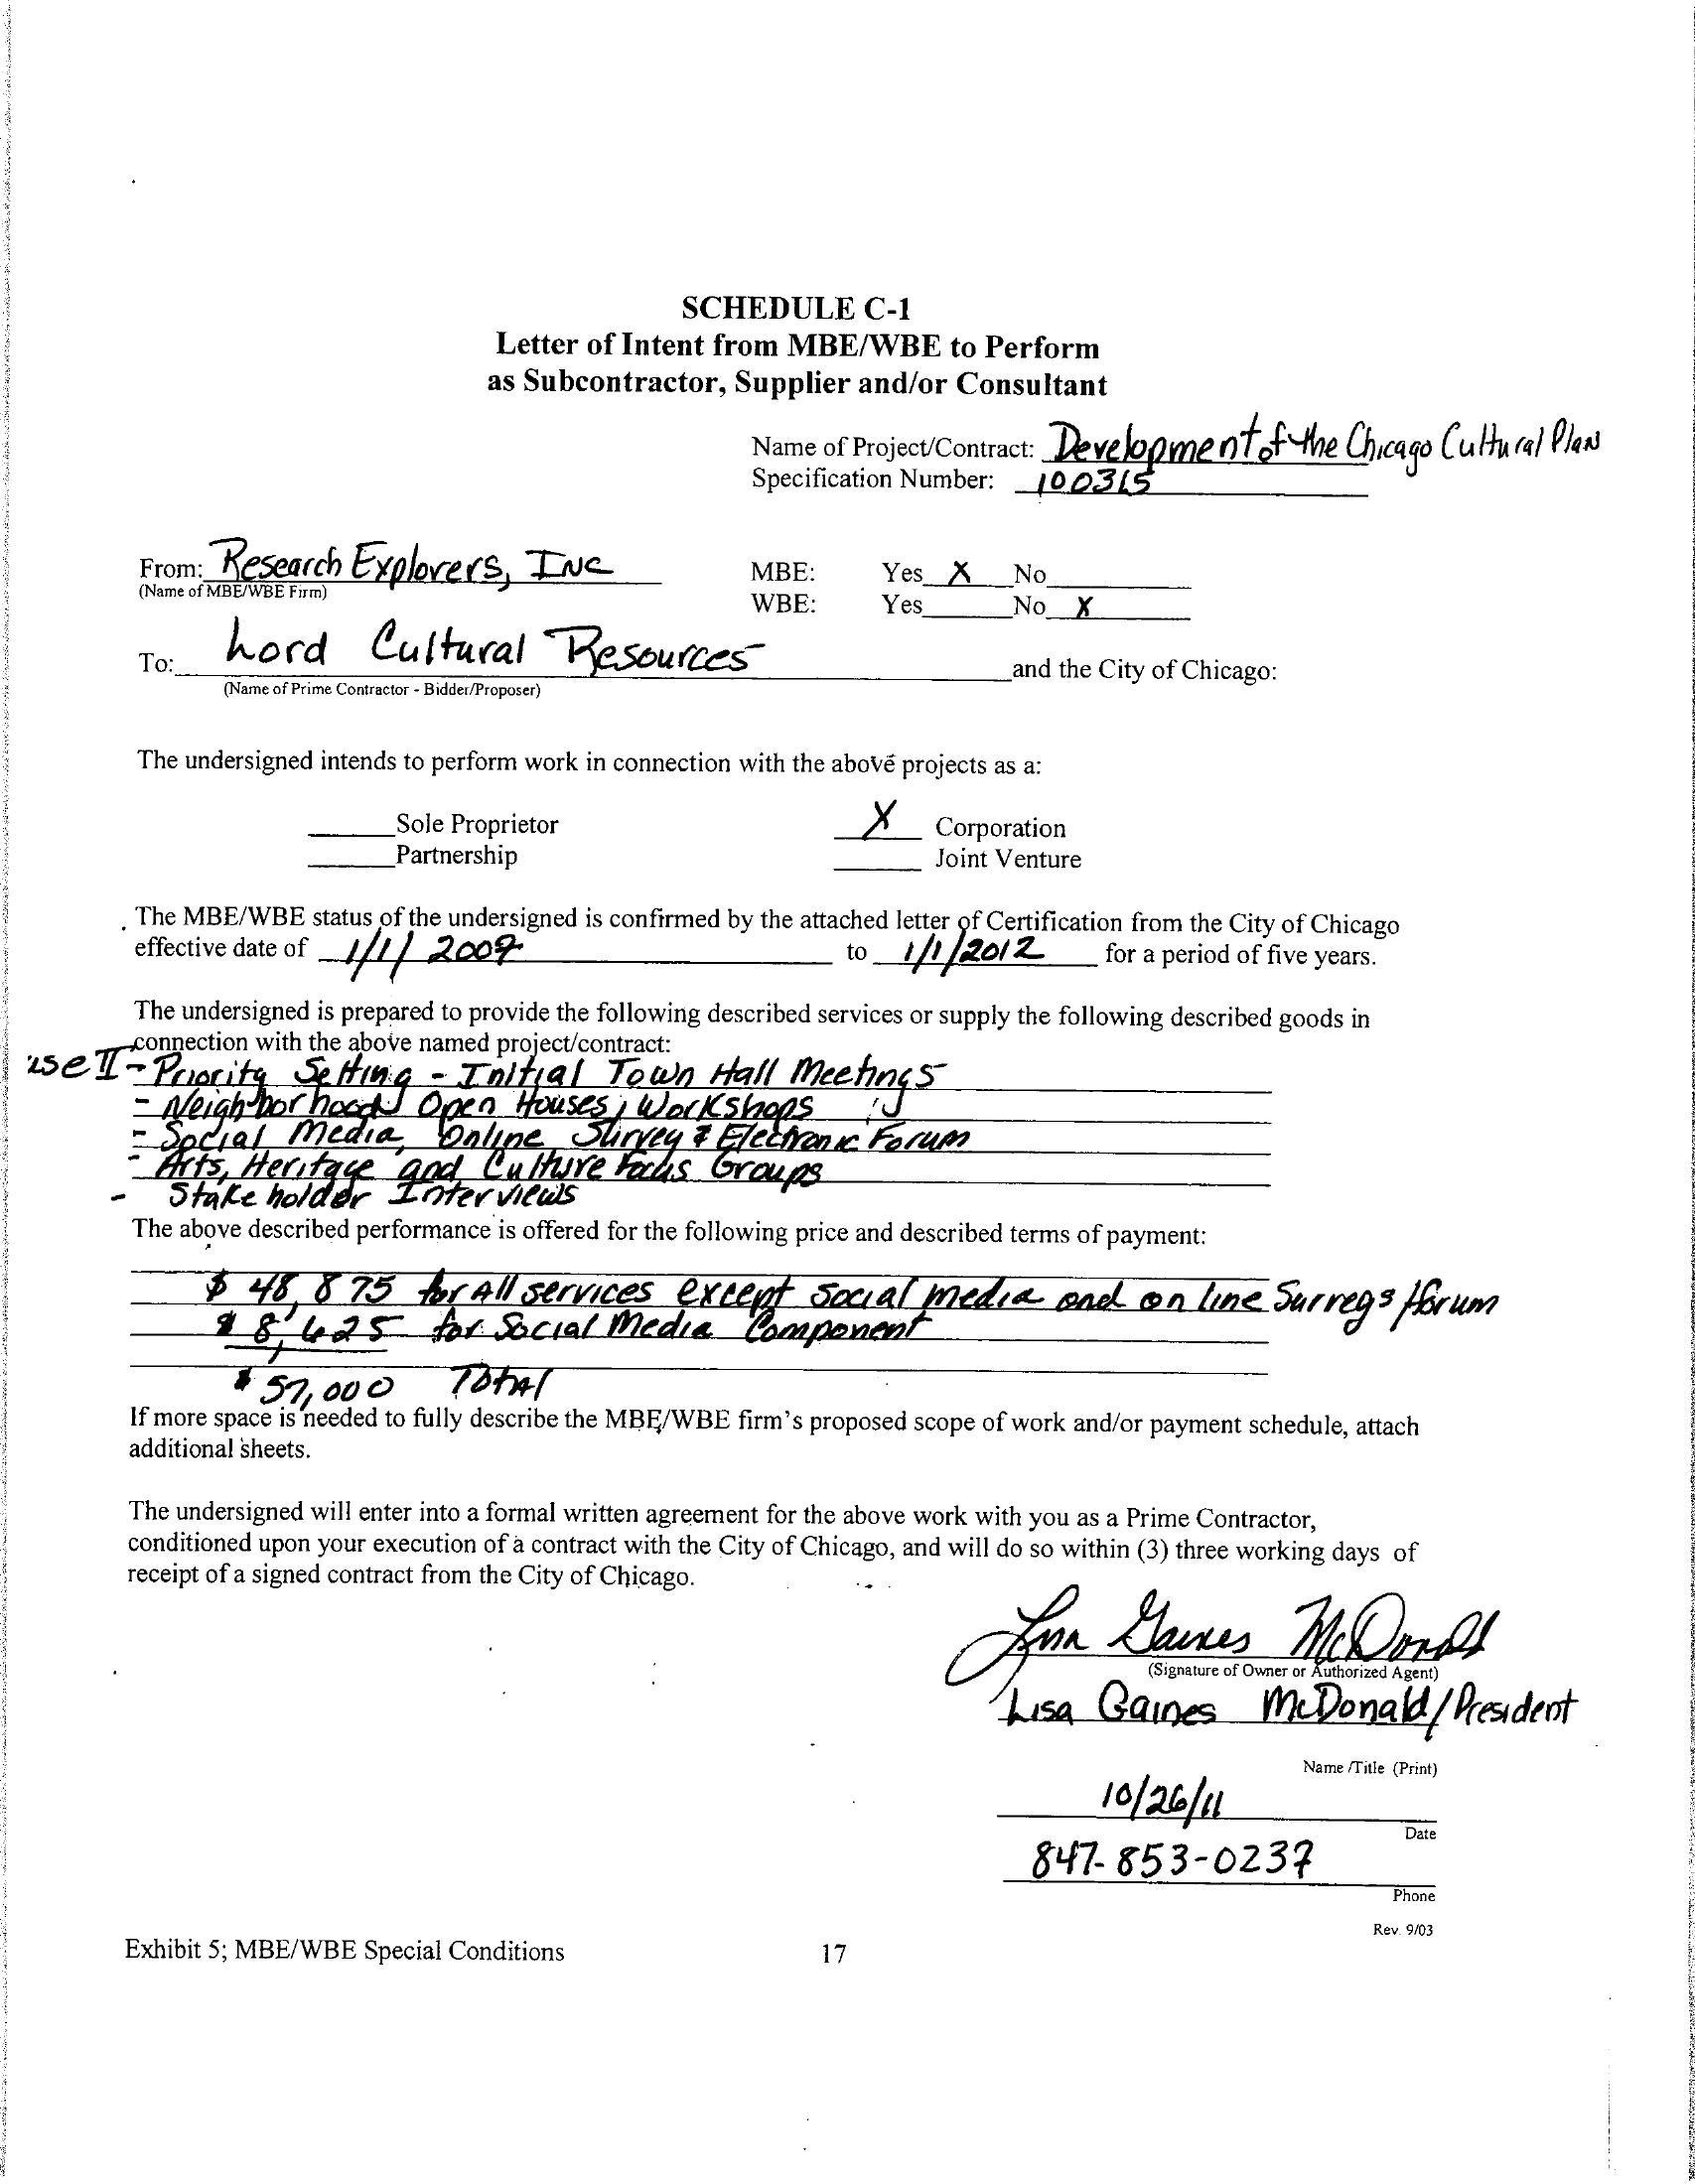 SCHEDULE C-1
Letter of Intent from MBE/WBE to Perform
as Subcontractor, Supplier and/or Consultant
Name of Project/Contract: Development of the Chicago Cultural Plan
Specification Number: 100315
From: Research Explorers, Inc
(Name of MBE/WBE Firm)
MBE: Yes X No
WBE: Yes No X
To: Lord Cultural Resources and the City of Chicago:
(Name of Prime Contractor - Bidder/Proposer)
The undersigned intends to perform work in connection with the above projects as a:
Sole Proprietor X Corporation
Partnership Joint Venture
The MBE/WBE status of the undersigned is confirmed by the attached letter of Certification from the City of Chicago
effective date of 1/1/2007 to 1/1/2012 for a period of five years.
The undersigned is prepared to provide the following described services or supply the following described goods in
connection with the above named project/contract:
ase II - Priority Setting - Initial Town Hall Meetings
- Neighborhood Open Houses, Workshops
- Social Media, Online Survey & Electronic Forum
- Arts, Heritage and Culture Focus Groups
- Stakeholder Interviews
The above described performance is offered for the following price and described terms of payment:
$ 48,875 for All services except social media and on line Surveys/forum
$ 8,625 for Social Media Component
$ 57,000 Total
If more space is needed to fully describe the MBE/WBE firm's proposed scope of work and/or payment schedule, attach
additional sheets.
The undersigned will enter into a formal written agreement for the above work with you as a Prime Contractor,
conditioned upon your execution of a contract with the City of Chicago, and will do so within (3) three working days of
receipt of a signed contract from the City of Chicago.
Lisa Gaines McDonald
(Signature of Owner or Authorized Agent)
Lisa Gaines McDonald/President
Name /Title (Print)
10/26/11
Date
847-853-0237
Phone
Rev. 9/03
Exhibit 5; MBE/WBE Special Conditions 17